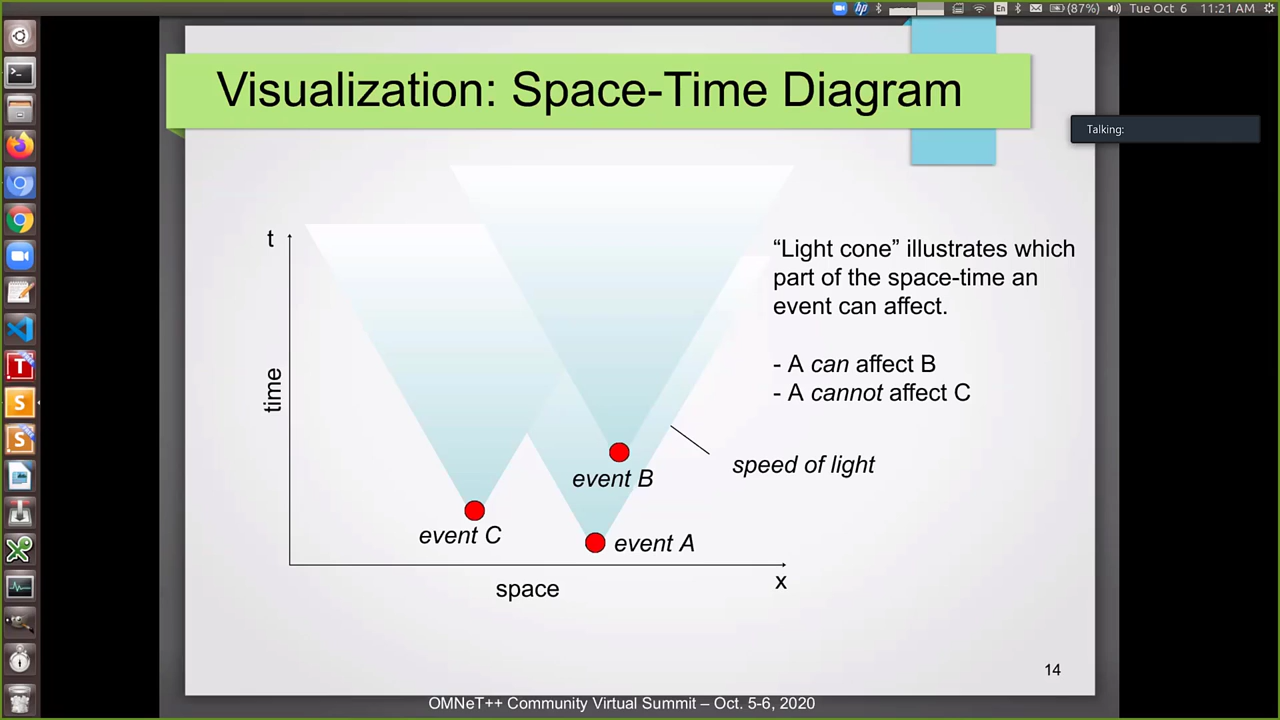 En
(87%)
Tue Oct 6
11:21 AM
Visualization: Space-Time Diagram
Talking:
t
time
“Light cone” illustrates which
part of the space-time an
event can affect.
- A can affect B
- A cannot affect C
speed of light
event B
event C
event A
space
x
14
OMNeT++ Community Virtual Summit – Oct. 5-6, 2020